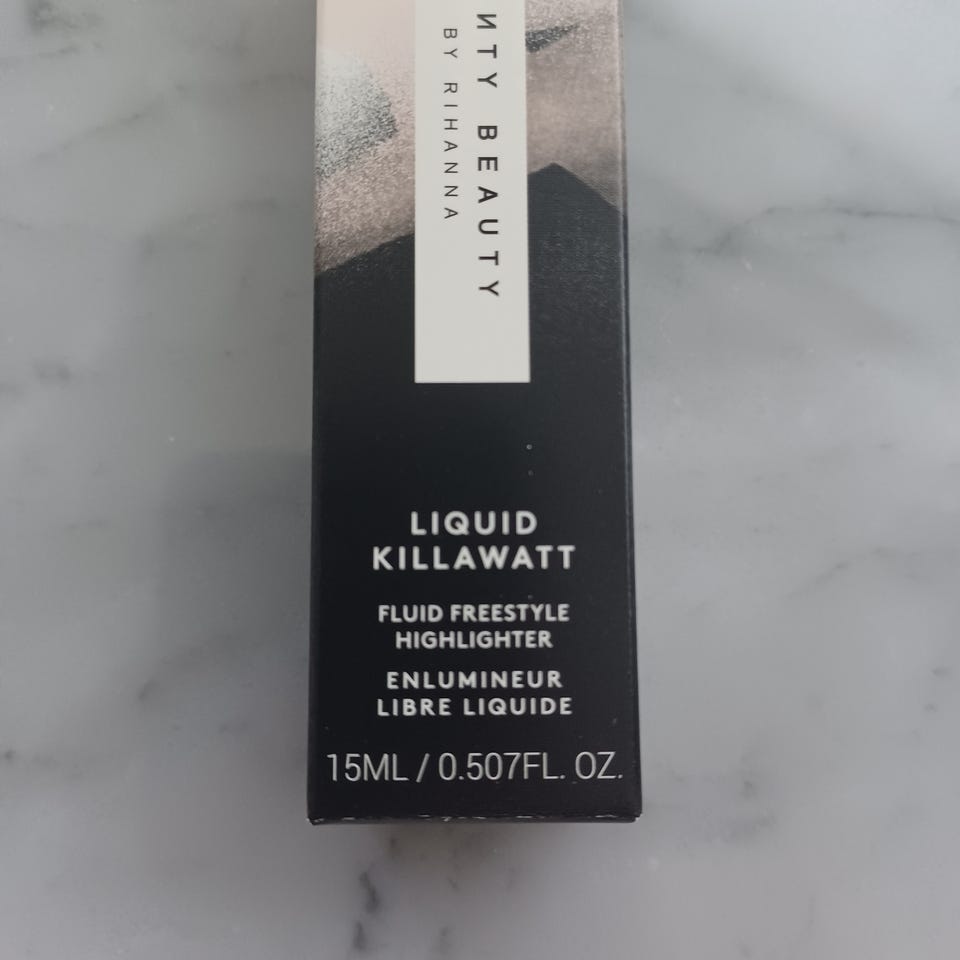 NTY BEAUTY
BY RIHANNA
LIQUID
KILLAWATT
FLUID FREESTYLE
HIGHLIGHTER
ENLUMINEUR
LIBRE LIQUIDE
15ML / 0.507FL. OZ.